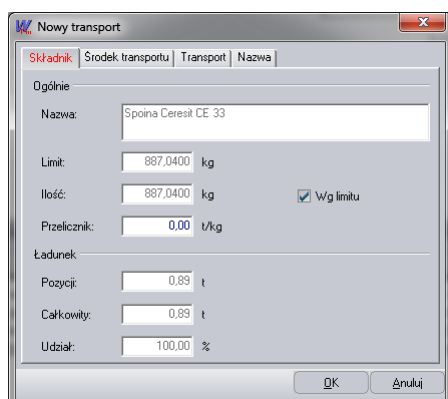 Nowy transport
Składnik Środek transportu Transport Nazwa
Ogólnie
Nazwa: Spoina Ceresit CE 33
Limit: 887,0400 kg
Ilość: 887,0400 kg Wg limitu
Przelicznik: 0,00 t/kg
Ładunek
Pozycji: 0,89 t
Całkowity: 0,89 t
Udział: 100,00 %
OK Anuluj